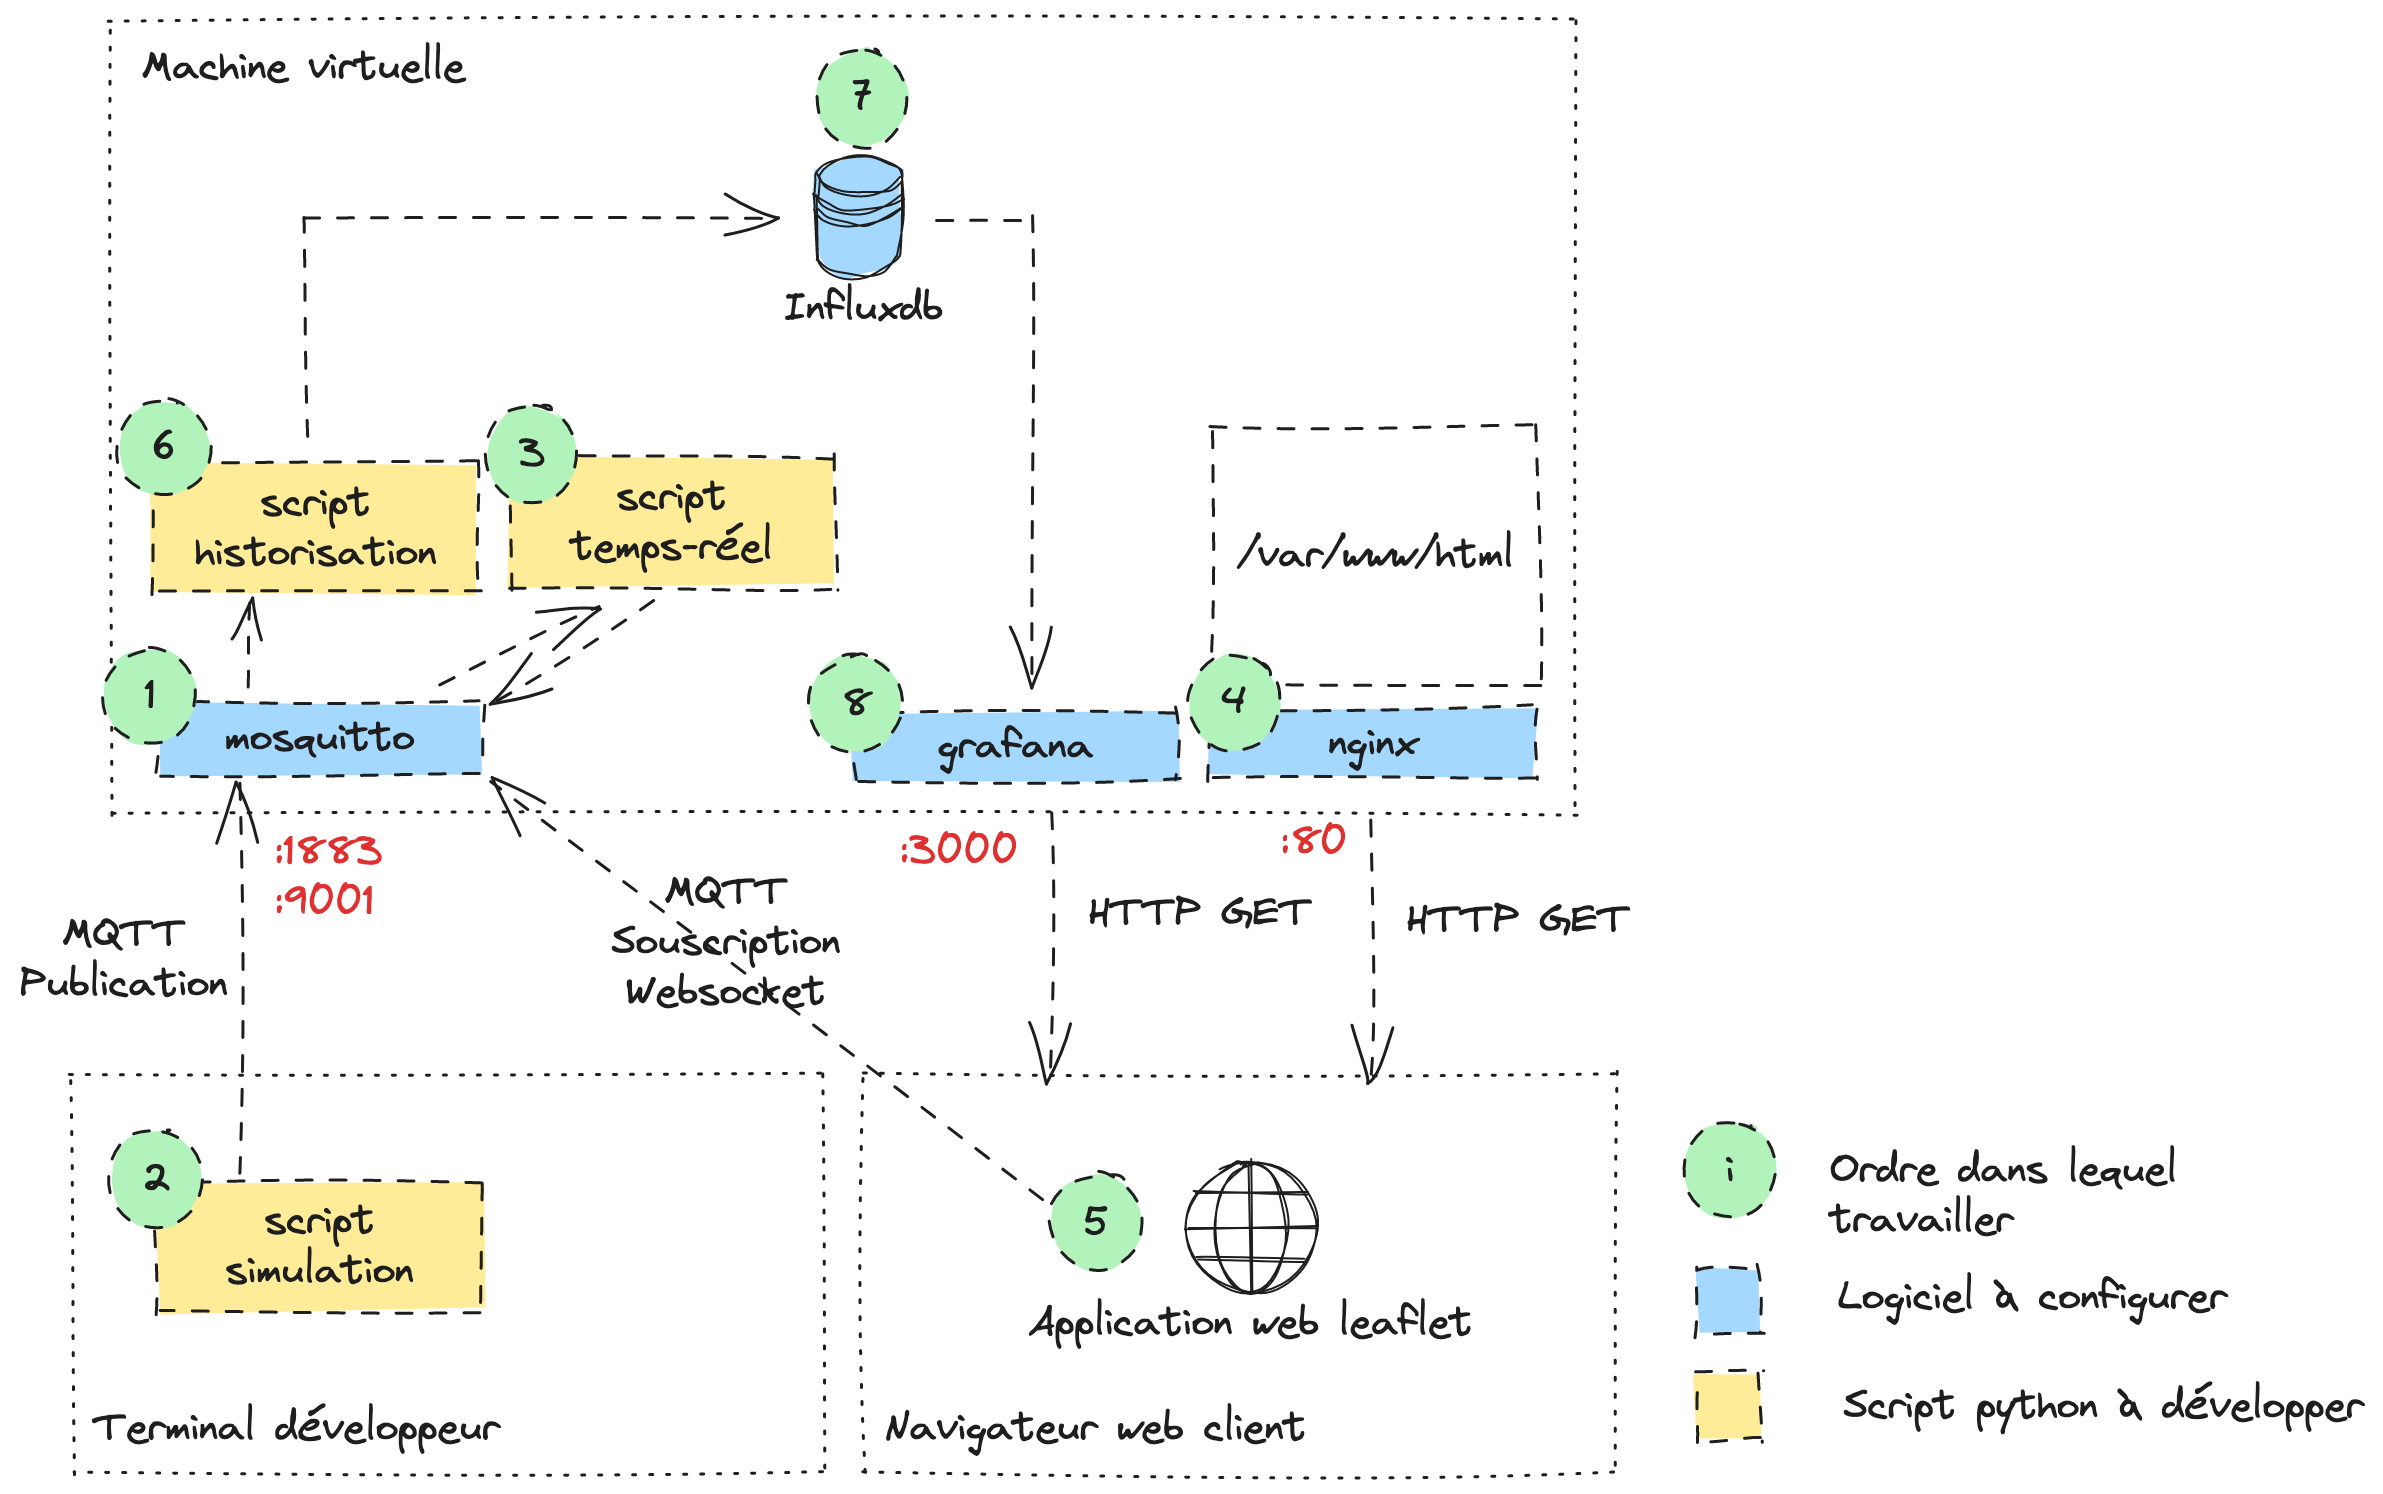 Machine virtuelle
7
Influxdb
6
script
historisation
3
script
temps-réel
/var/www/html
1
mosquitto
8
grafana
4
nginx
:1883
:9001
:3000
:80
MQTT
Publication
MQTT
Souscription
Websocket
HTTP GET
HTTP GET
2
script
simulation
Terminal développeur
5
Application web leaflet
Navigateur web client
i
Ordre dans lequel
travailler
Logiciel à configurer
Script python à développer